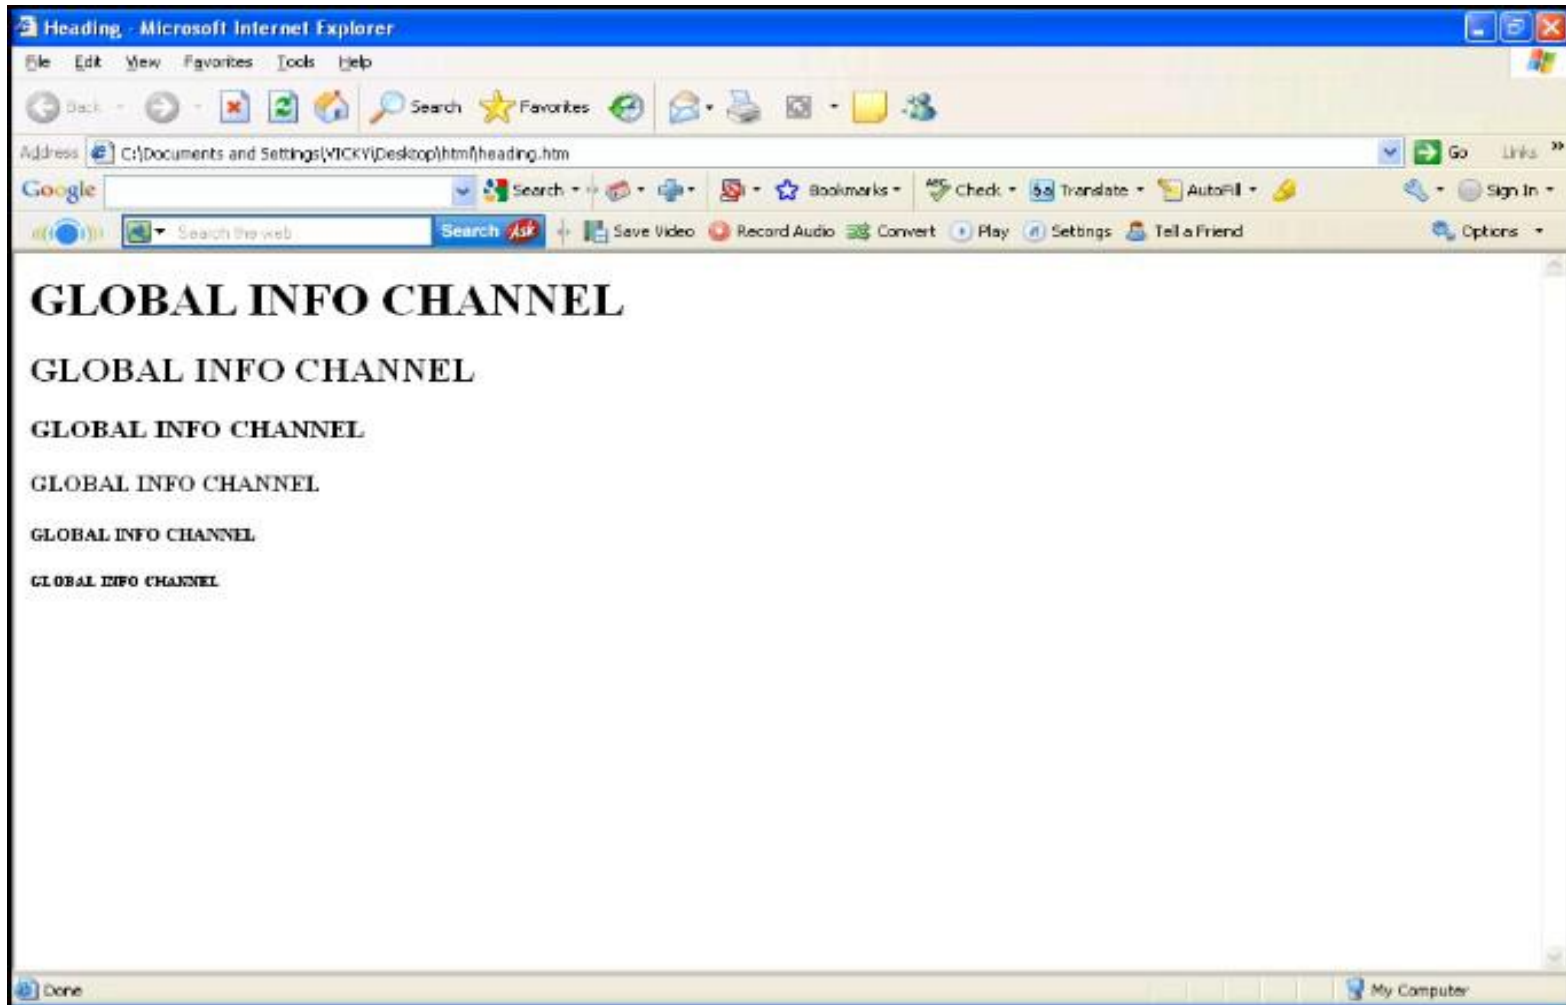 Heading - Microsoft Internet Explorer
File Edit View Favorites Tools Help
Back Search Favorites
Address C:\Documents and Settings\VICKY\Desktop\html\heading.htm Go Links »
Google Search Bookmarks ABC Check Translate AutoFill Sign In
Search the web Search Ask Save Video Record Audio Convert Play Settings Tell a Friend Options
GLOBAL INFO CHANNEL
GLOBAL INFO CHANNEL
GLOBAL INFO CHANNEL
GLOBAL INFO CHANNEL
GLOBAL INFO CHANNEL
GLOBAL INFO CHANNEL
Done My Computer